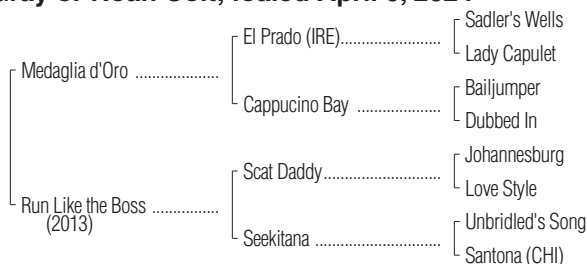 Sadler's Wells
El Prado (IRE)........................
Lady Capulet
Medaglia d'Oro ....................
Bailjumper
Cappucino Bay ....................
Dubbed In
Johannesburg
Scat Daddy............................
Love Style
Run Like the Boss ................
(2013)
Unbridled's Song
Seekitana ..............................
Santona (CHI)